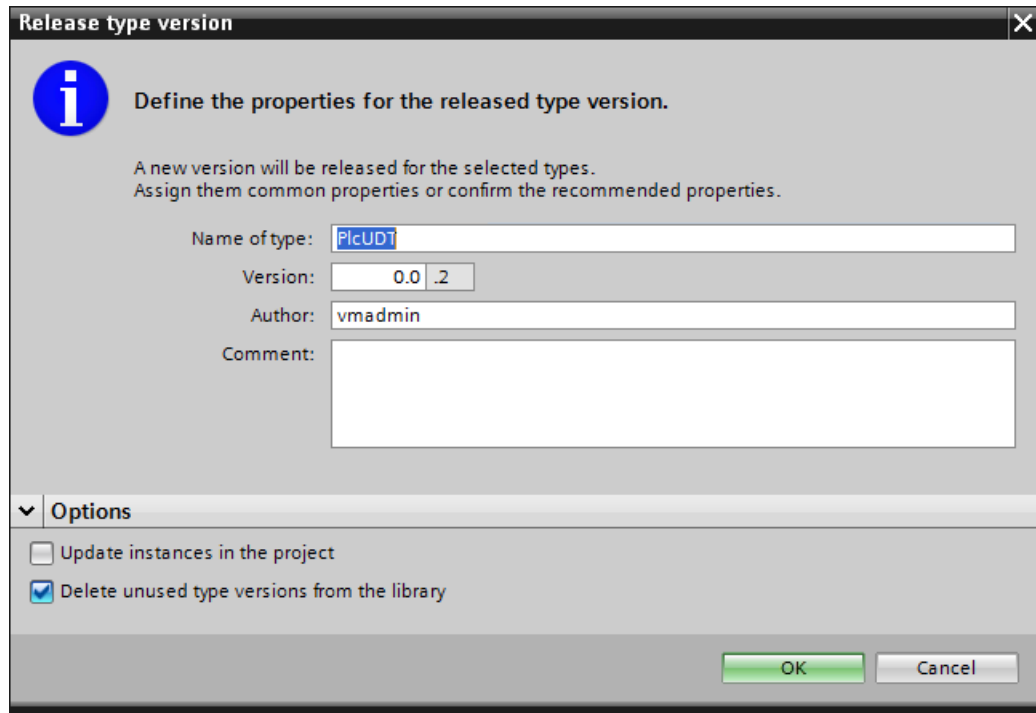 Release type version
Define the properties for the released type version.
A new version will be released for the selected types.
Assign them common properties or confirm the recommended properties.
Name of type: PlcUDT
Version: 0.0 .2
Author: vmadmin
Comment:
Options
Update instances in the project
Delete unused type versions from the library
OK Cancel